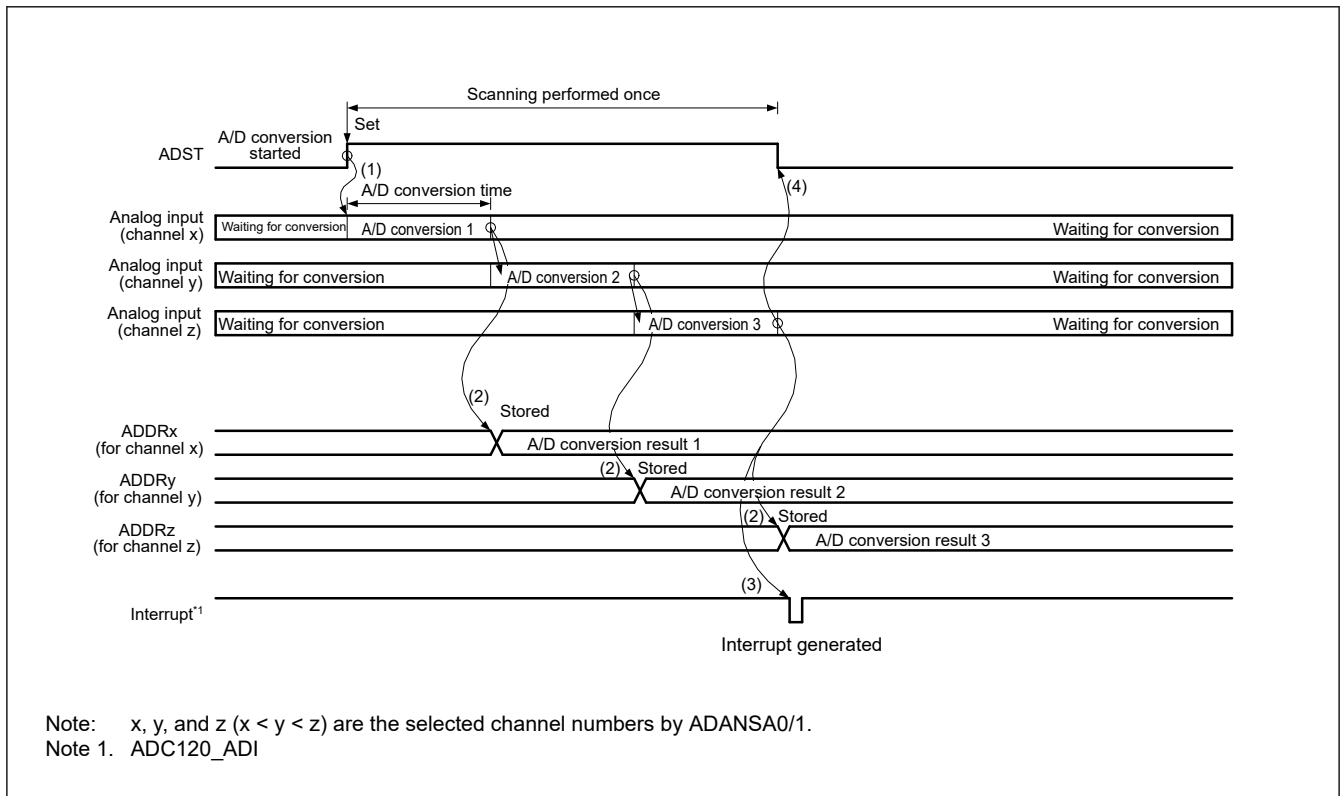 Scanning performed once
Set
A/D conversion
started
ADST
(1)
(4)
A/D conversion time
Analog input
(channel x)
Waiting for conversion
A/D conversion 1
Waiting for conversion
Analog input
(channel y)
Waiting for conversion
A/D conversion 2
Waiting for conversion
Analog input
(channel z)
Waiting for conversion
A/D conversion 3
Waiting for conversion
(2)
Stored
ADDRx
(for channel x)
A/D conversion result 1
(2)
Stored
ADDRy
(for channel y)
A/D conversion result 2
(2)
Stored
ADDRz
(for channel z)
A/D conversion result 3
(3)
Interrupt*1
Interrupt generated
Note: x, y, and z (x < y < z) are the selected channel numbers by ADANSA0/1.
Note 1. ADC120_ADI